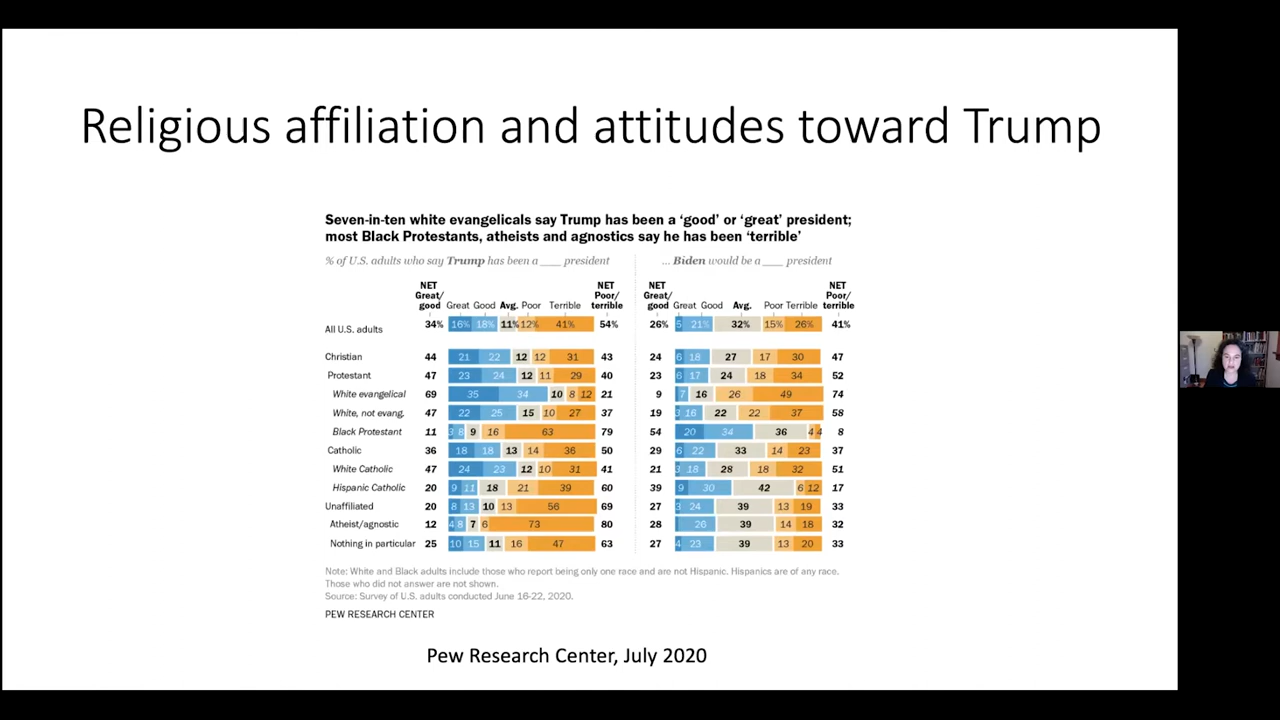 Religious affiliation and attitudes toward Trump
Seven-in-ten white evangelicals say Trump has been a ‘good’ or ‘great’ president;
most Black Protestants, atheists and agnostics say he has been ‘terrible’
% of U.S. adults who say Trump has been a ___ president
... Biden would be a ___ president
NET Great/ good Great Good Avg. Poor Terrible NET Poor/ terrible
NET Great/ good Great Good Avg. Poor Terrible NET Poor/ terrible
All U.S. adults 34% 16% 18% 11% 12% 41% 54% 26% 5 21% 32% 15% 26% 41%
Christian 44 21 22 12 12 31 43 24 6 18 27 17 30 47
Protestant 47 23 24 12 11 29 40 23 6 17 24 18 34 52
White evangelical 69 35 34 10 8 12 21 9 7 16 26 49 74
White, not evang. 47 22 25 15 10 27 37 19 3 16 22 22 37 58
Black Protestant 11 3 8 9 16 63 79 54 20 34 36 4 4 8
Catholic 36 18 18 13 14 36 50 29 6 22 33 14 23 37
White Catholic 47 24 23 12 10 31 41 21 3 18 28 18 32 51
Hispanic Catholic 20 9 11 18 21 39 60 39 9 30 42 6 12 17
Unaffiliated 20 8 13 10 13 56 69 27 3 24 39 13 19 33
Atheist/agnostic 12 4 8 7 6 73 80 28 26 39 14 18 32
Nothing in particular 25 10 15 11 16 47 63 27 4 23 39 13 20 33
Note: White and Black adults include those who report being only one race and are not Hispanic. Hispanics are of any race.
Those who did not answer are not shown.
Source: Survey of U.S. adults conducted June 16-22, 2020.
PEW RESEARCH CENTER
Pew Research Center, July 2020